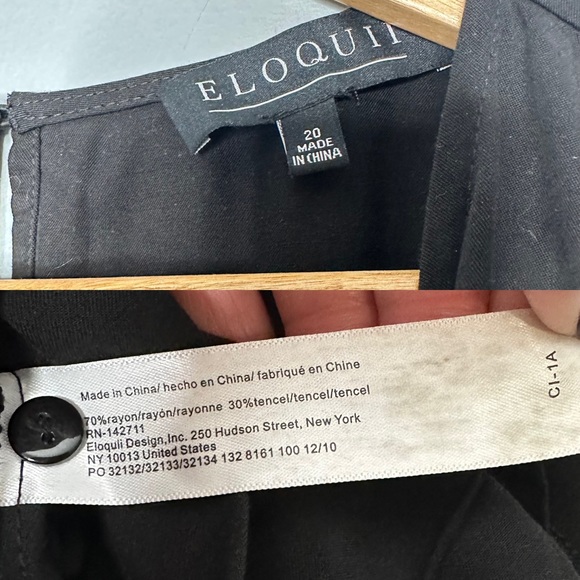 ELOQUII
20
MADE
IN CHINA
Made in China/ hecho en China/ fabriqué en Chine
70%rayon/rayón/rayonne 30%tencel/tencel/tencel
RN-142711
Eloquii Design,Inc. 250 Hudson Street, New York
NY 10013 United States
PO 32132/32133/32134 132 8161 100 12/10
CI-1A